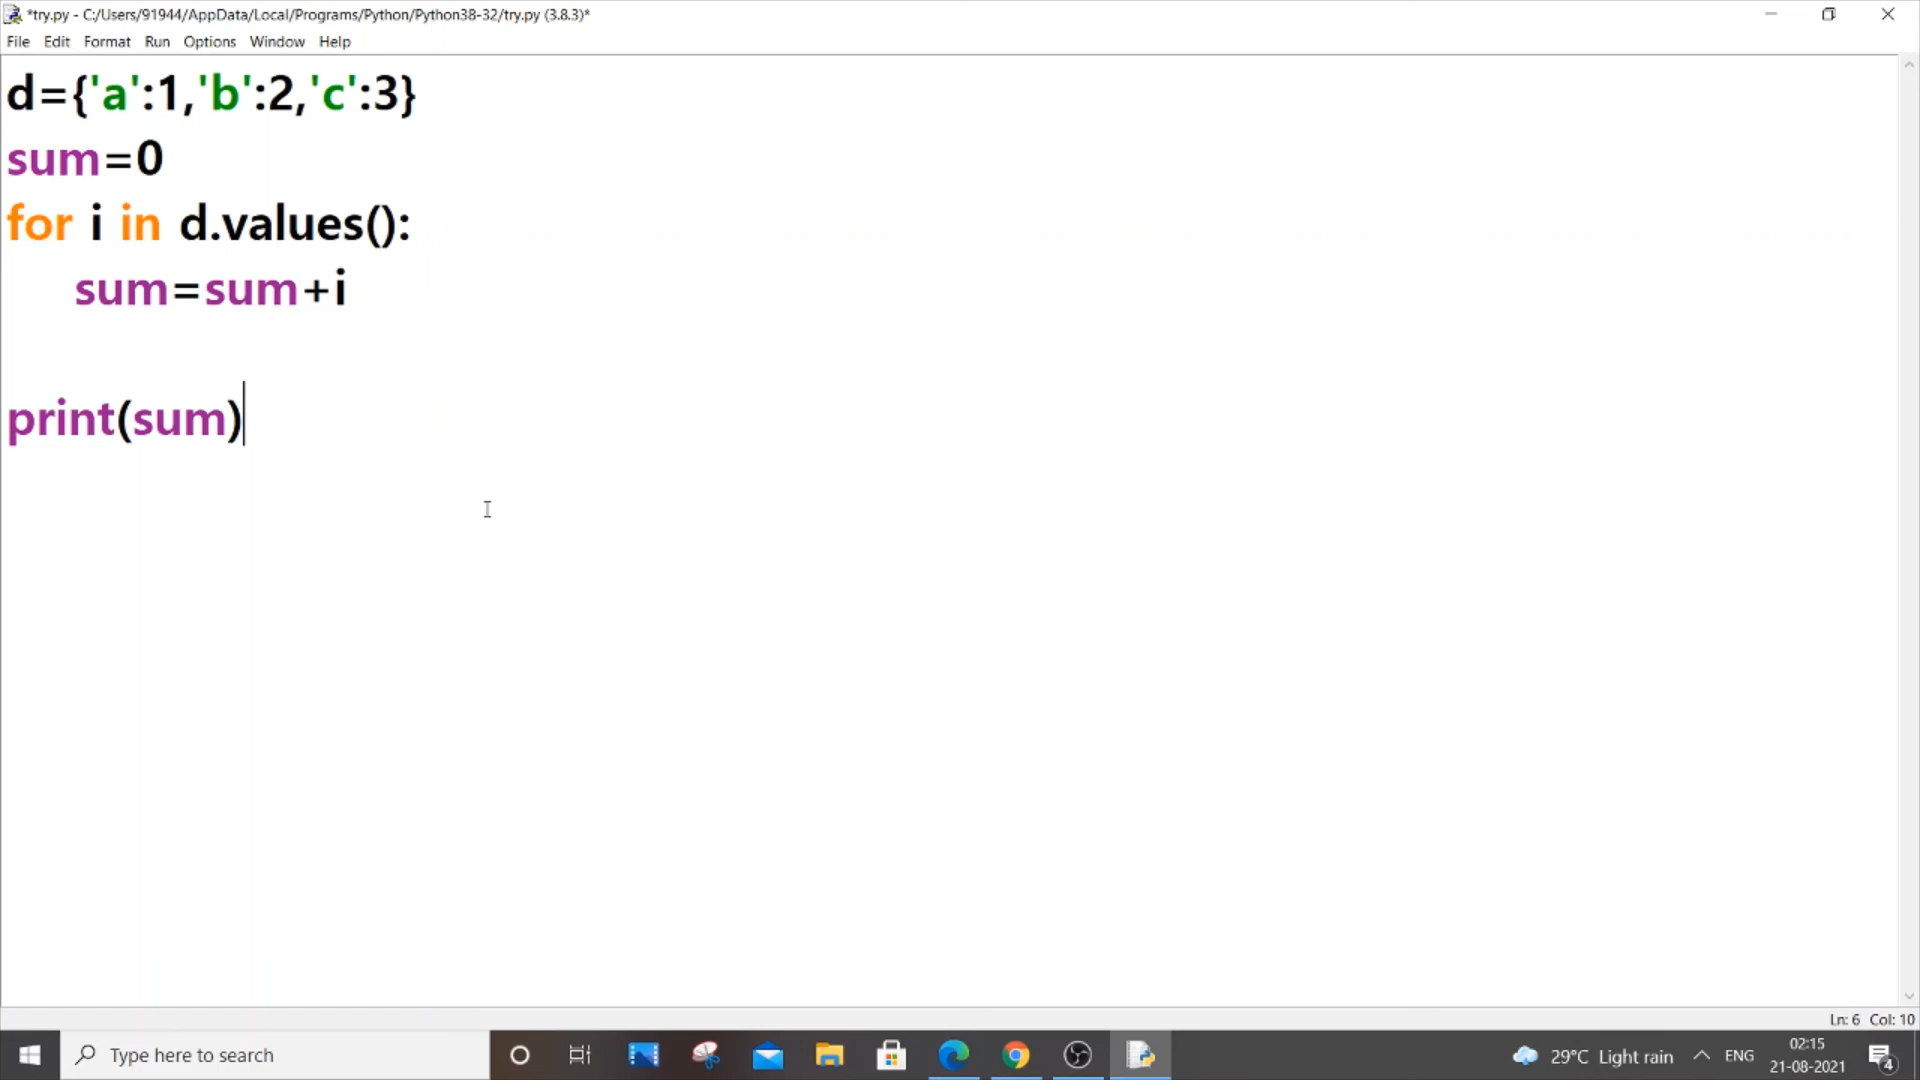 *try.py - C:/Users/91944/AppData/Local/Programs/Python/Python38-32/try.py (3.8.3)*
File Edit Format Run Options Window Help
d={'a':1,'b':2,'c':3}
sum=0
for i in d.values():
    sum=sum+i
print(sum)
Ln: 6 Col: 10
Type here to search
29°C Light rain
ENG
02:15
21-08-2021
4